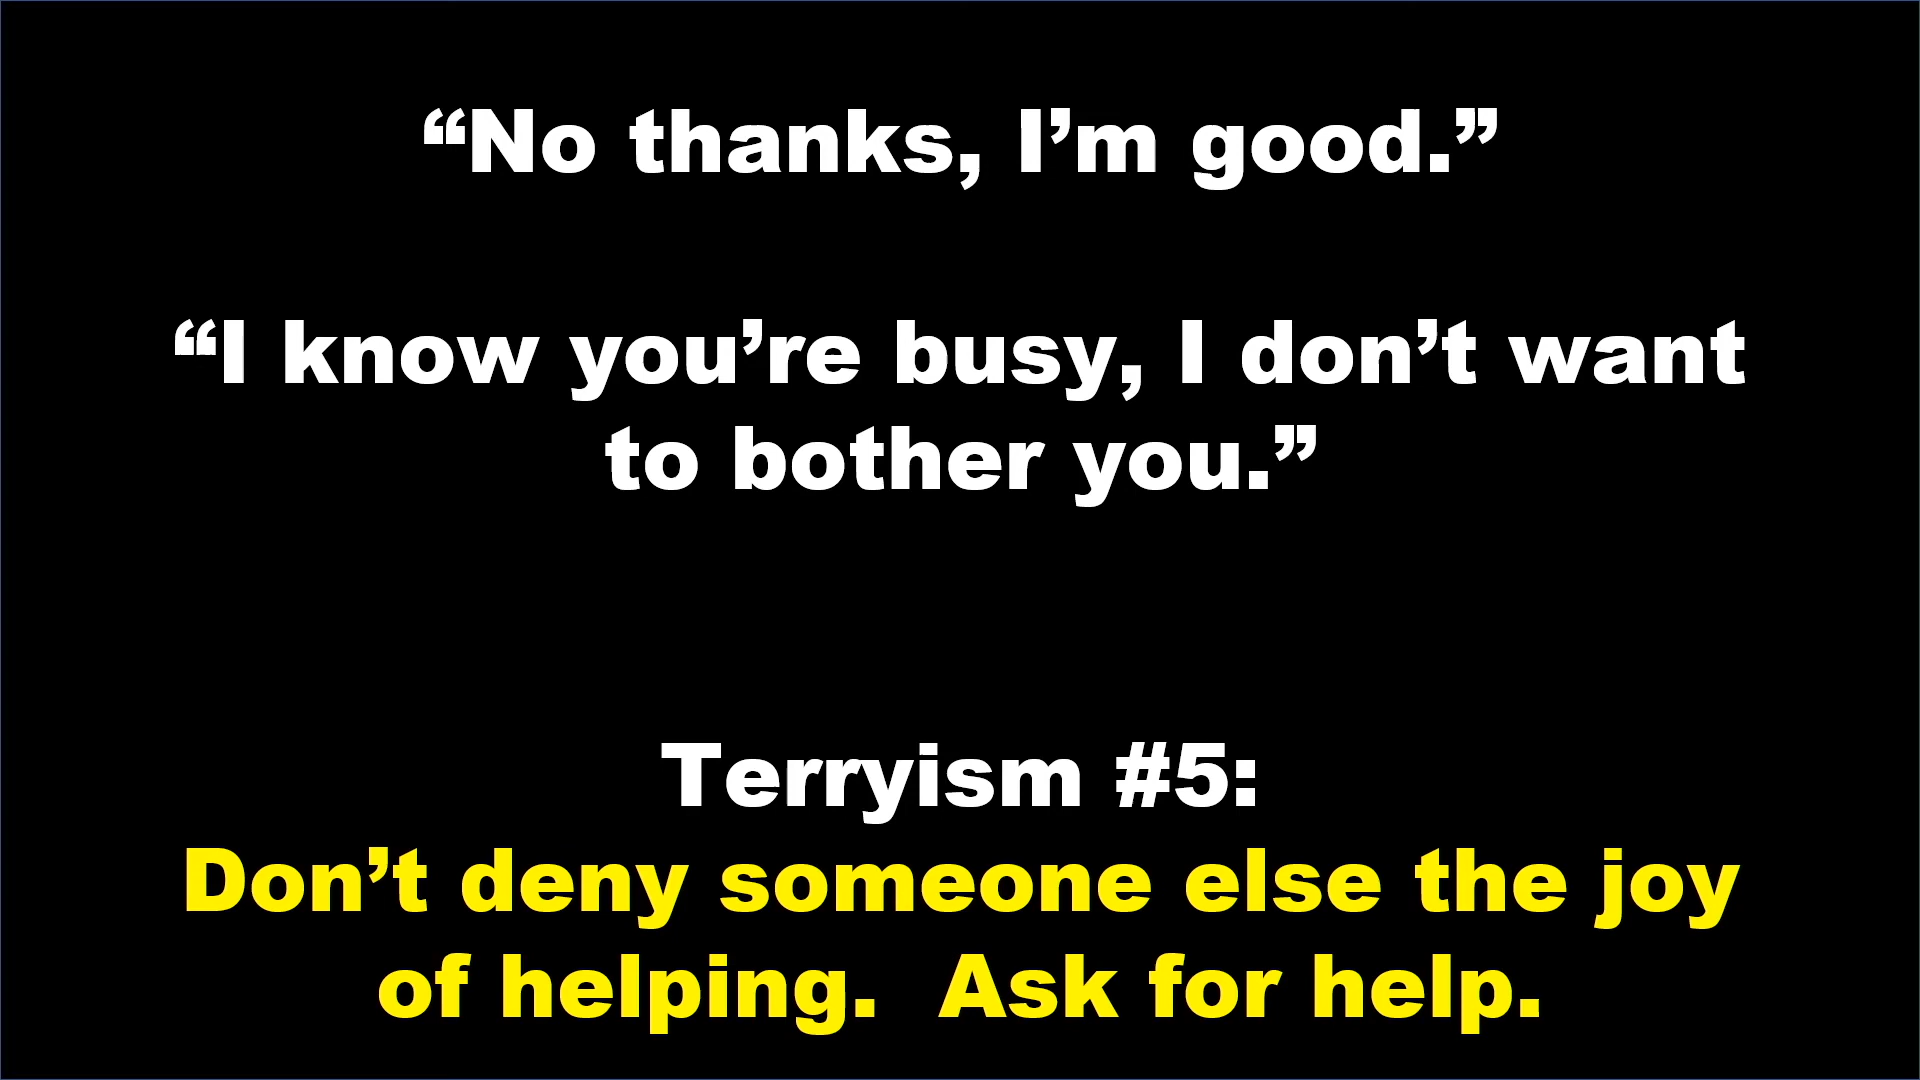 “No thanks, I’m good.”
“I know you’re busy, I don’t want
to bother you.”
Terryism #5:
Don’t deny someone else the joy
of helping.  Ask for help.